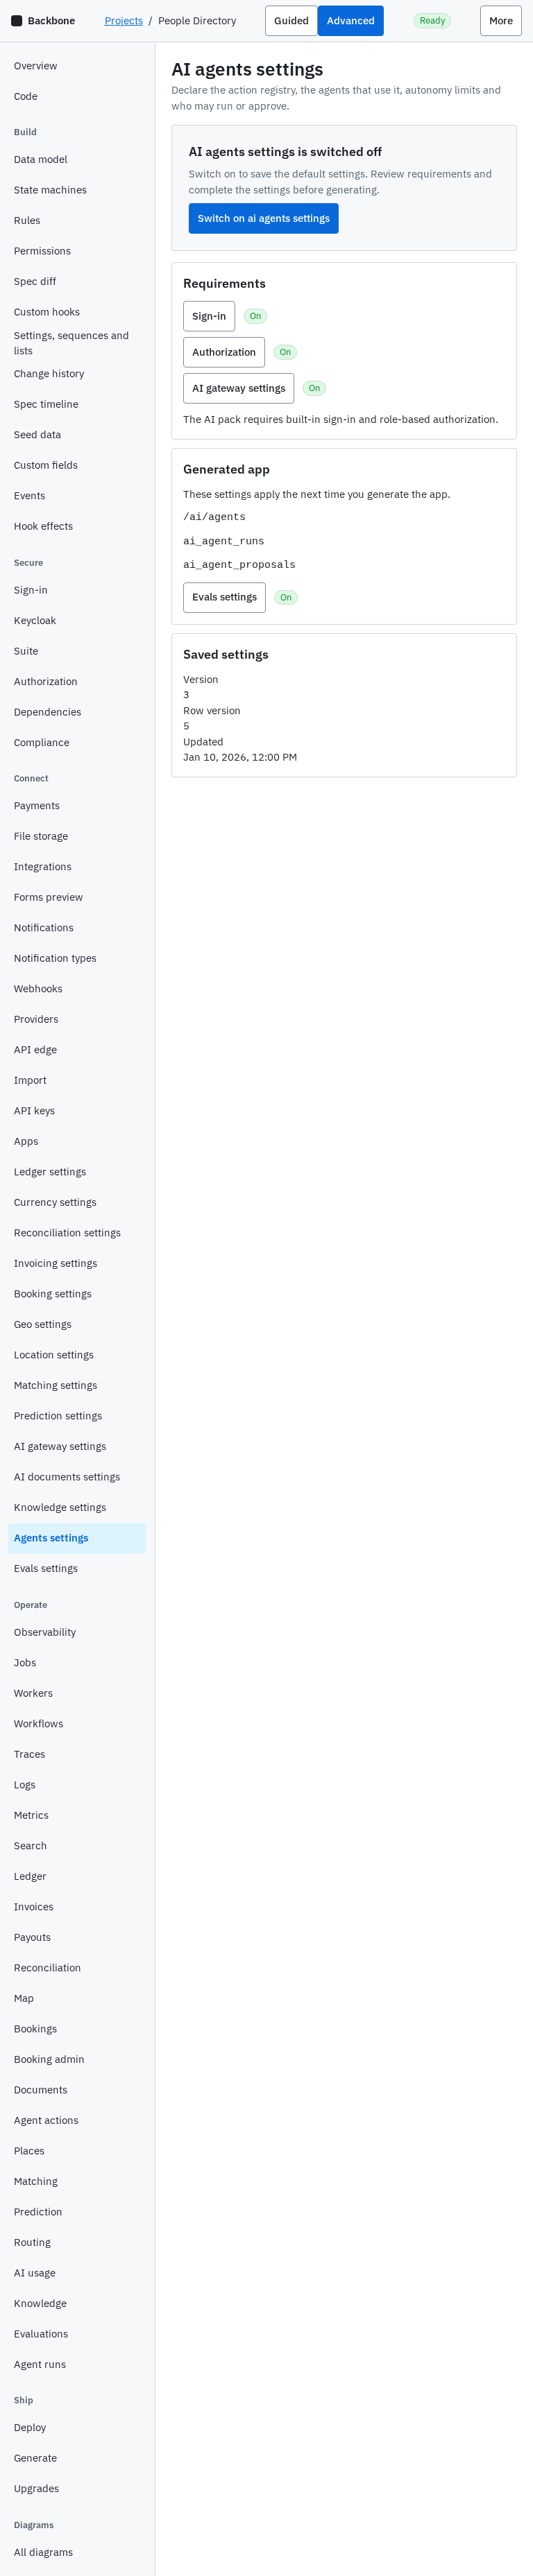 Backbone
Projects / People Directory
Guided
Advanced
Ready
More
Overview
Code
Build
Data model
State machines
Rules
Permissions
Spec diff
Custom hooks
Settings, sequences and
lists
Change history
Spec timeline
Seed data
Custom fields
Events
Hook effects
Secure
Sign-in
Keycloak
Suite
Authorization
Dependencies
Compliance
Connect
Payments
File storage
Integrations
Forms preview
Notifications
Notification types
Webhooks
Providers
API edge
Import
API keys
Apps
Ledger settings
Currency settings
Reconciliation settings
Invoicing settings
Booking settings
Geo settings
Location settings
Matching settings
Prediction settings
AI gateway settings
AI documents settings
Knowledge settings
Agents settings
Evals settings
Operate
Observability
Jobs
Workers
Workflows
Traces
Logs
Metrics
Search
Ledger
Invoices
Payouts
Reconciliation
Map
Bookings
Booking admin
Documents
Agent actions
Places
Matching
Prediction
Routing
AI usage
Knowledge
Evaluations
Agent runs
Ship
Deploy
Generate
Upgrades
Diagrams
All diagrams
AI agents settings
Declare the action registry, the agents that use it, autonomy limits and
who may run or approve.
AI agents settings is switched off
Switch on to save the default settings. Review requirements and
complete the settings before generating.
Switch on ai agents settings
Requirements
Sign-in On
Authorization On
AI gateway settings On
The AI pack requires built-in sign-in and role-based authorization.
Generated app
These settings apply the next time you generate the app.
/ai/agents
ai_agent_runs
ai_agent_proposals
Evals settings On
Saved settings
Version
3
Row version
5
Updated
Jan 10, 2026, 12:00 PM